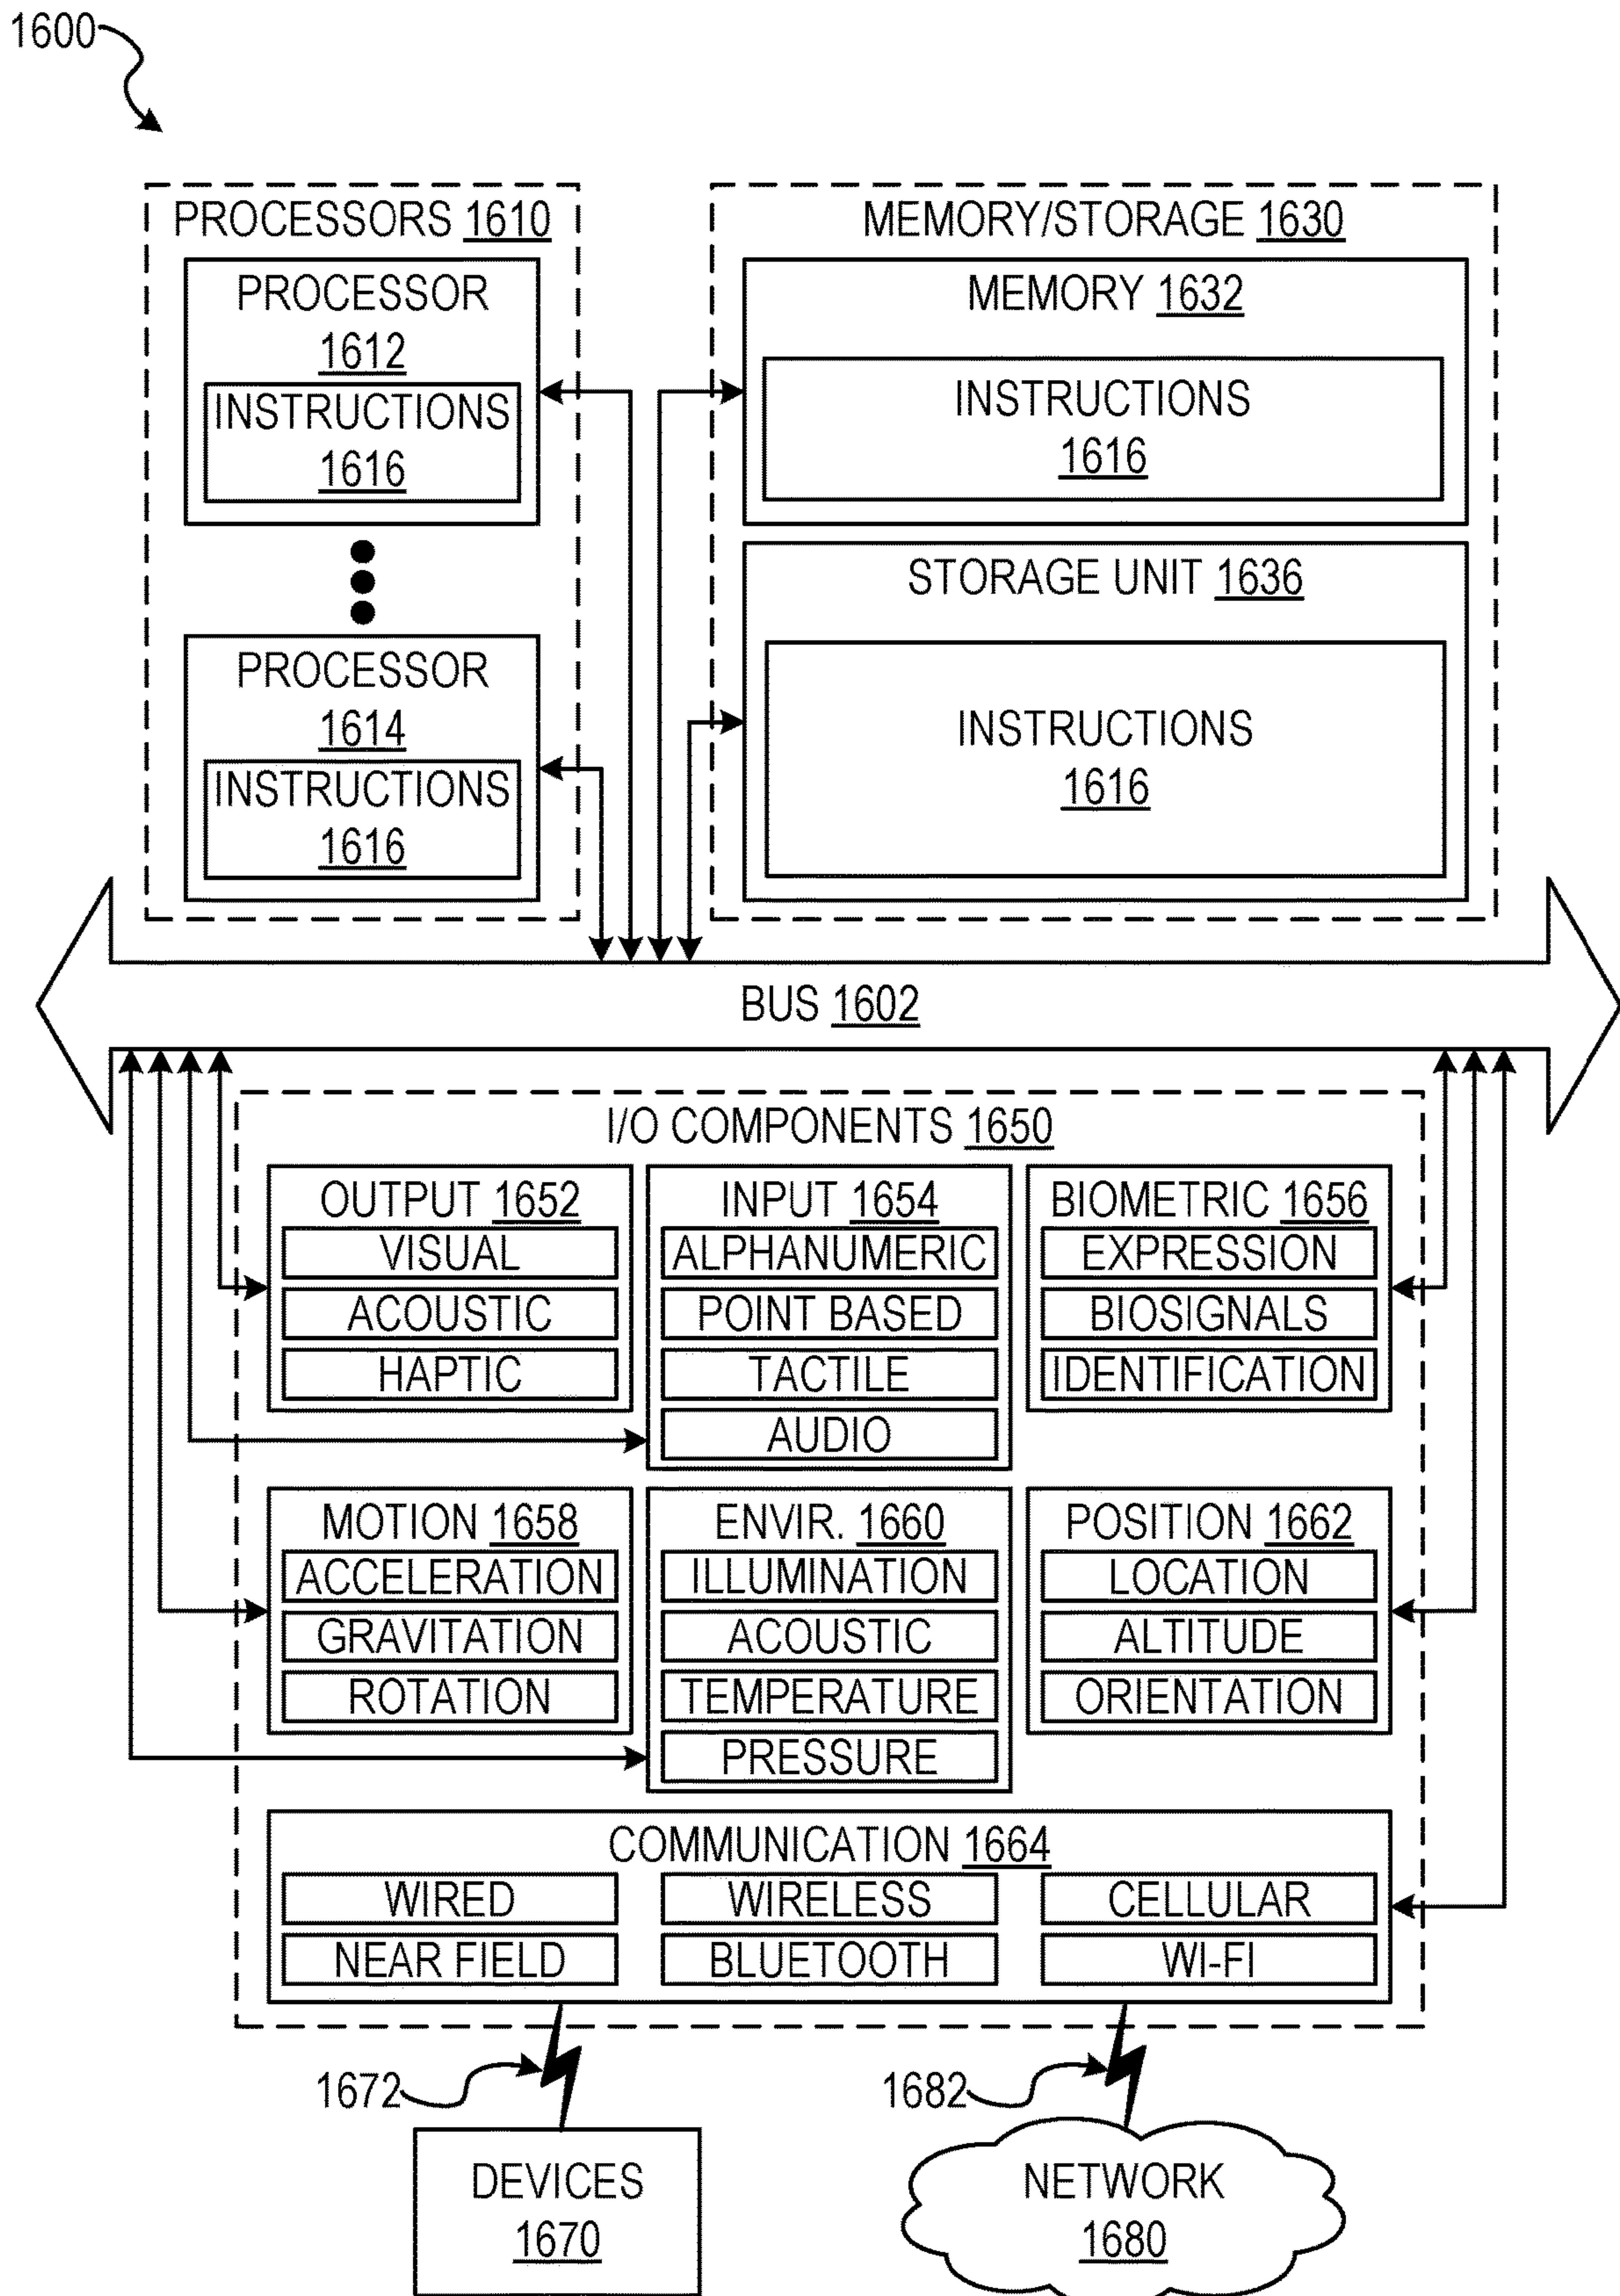 1600
PROCESSORS 1610
PROCESSOR
1612
INSTRUCTIONS
1616
PROCESSOR
1614
INSTRUCTIONS
1616
MEMORY/STORAGE 1630
MEMORY 1632
INSTRUCTIONS
1616
STORAGE UNIT 1636
INSTRUCTIONS
1616
BUS 1602
I/O COMPONENTS 1650
OUTPUT 1652
VISUAL
ACOUSTIC
HAPTIC
INPUT 1654
ALPHANUMERIC
POINT BASED
TACTILE
AUDIO
BIOMETRIC 1656
EXPRESSION
BIOSIGNALS
IDENTIFICATION
MOTION 1658
ACCELERATION
GRAVITATION
ROTATION
ENVIR. 1660
ILLUMINATION
ACOUSTIC
TEMPERATURE
PRESSURE
POSITION 1662
LOCATION
ALTITUDE
ORIENTATION
COMMUNICATION 1664
WIRED
WIRELESS
CELLULAR
NEAR FIELD
BLUETOOTH
WI-FI
1672
1682
DEVICES
1670
NETWORK
1680